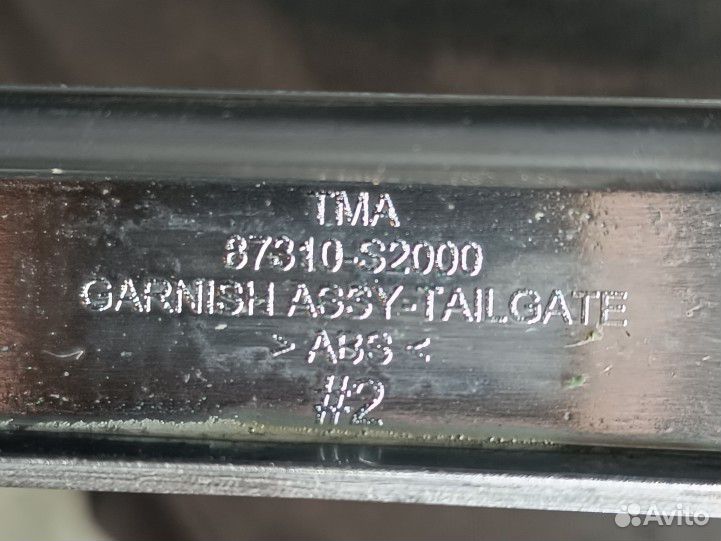 TMA
87310-S2000
GARNISH ASSY-TAILGATE
> ABS <
#2
Avito